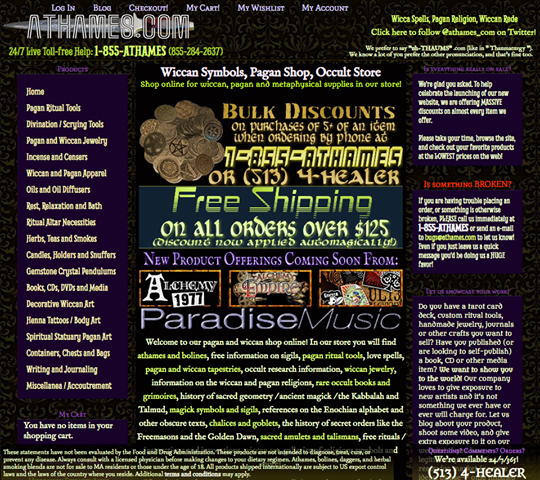 Log In Blog Checkout! My Cart! My Wishlist My Account
ATHAMES.COM
24/7 Live Toll-Free Help: 1-855-ATHAMES (855-284-2637)
Wicca Spells, Pagan Religion, Wiccan Rede
Click here to follow @athames_com on Twitter!
We prefer to say "uh-THAUMS" .com (like in " Thaumaturgy ").
We know a lot of you prefer the other pronunciation, and that's fine too.
Products
Home
Pagan Ritual Tools
Divination / Scrying Tools
Pagan and Wiccan Jewelry
Incense and Censers
Wiccan and Pagan Apparel
Oils and Oil Diffusers
Rest, Relaxation and Bath
Ritual Altar Necessities
Herbs, Teas and Smokes
Candles, Holders and Snuffers
Gemstone Crystal Pendulums
Books, CDs, DVDs and Media
Decorative Wiccan Art
Henna Tattoos / Body Art
Spiritual Statuary Pagan Art
Containers, Chests and Bags
Writing and Journaling
Miscellanea / Accoutrement
My Cart
You have no items in your
shopping cart.
Wiccan Symbols, Pagan Shop, Occult Store
Shop online for wiccan, pagan and metaphysical supplies in our store!
Bulk Discounts
on purchases of 5+ of an item
when ordering by phone at
1-855-ATHAMES
or (513) 4-HEALER
Free Shipping
on all orders over $125
(discount now applied automagically!)
New Product Offerings Coming Soon From:
Alchemy
1977
Alchemy
Empire
ParadiseMusic
Welcome to our pagan and wiccan shop online! In our store you will find
athames and bolines, free information on sigils, pagan ritual tools, love spells,
pagan and wiccan tapestries, occult research information, wiccan jewelry,
information on the wiccan and pagan religions, rare occult books and
grimoires, history of sacred geometry /ancient magick /the Kabbalah and
Talmud, magick symbols and sigils, references on the Enochian alphabet and
other obscure texts, chalices and goblets, the history of secret orders like the
Freemasons and the Golden Dawn, sacred amulets and talismans, free rituals /
Is everything really on sale?
We're glad you asked. To help
celebrate the launching of our new
website, we are offering MASSIVE
discounts on almost every item we
offer.
Please take your time, browse the site,
and check out your favorite products
at the LOWEST prices on the web!
Is something BROKEN?
If you are having trouble placing an
order, or something is otherwise
broken, PLEASE call us immediately at
1-855-ATHAMES or send an e-mail
to bugs@athames.com to let us know!
Even if you just leave us a quick
message you'd be doing us a HUGE
favor!
Let us showcase your work!
Do you have a tarot card
deck, custom ritual tools,
handmade jewelry, journals
or other crafts you want to
sell? Have you published (or
are looking to self-publish)
a book, CD or other media
item? We want to show you
to the world! Our company
loves to give exposure to
new artists and it's not
something we ever have or
ever will charge for. Let us
blog about your product,
shoot some video, and give
extra exposure to it on our
These statements have not been evaluated by the Food and Drug Administration. These products are not intended to diagnose, treat, cure, or
prevent any disease. Always consult with a licensed physician before making changes to your dietary regimen. Athames, bolines, daggers, and herbal
smoking blends are not for sale to MA residents or those under the age of 18. All products shipped internationally are subject to US export control
laws and the laws of the country where you reside. Additional terms and conditions may apply.
Questions? Comments? Orders?
We're available 24/7/365!
(513) 4-HEALER